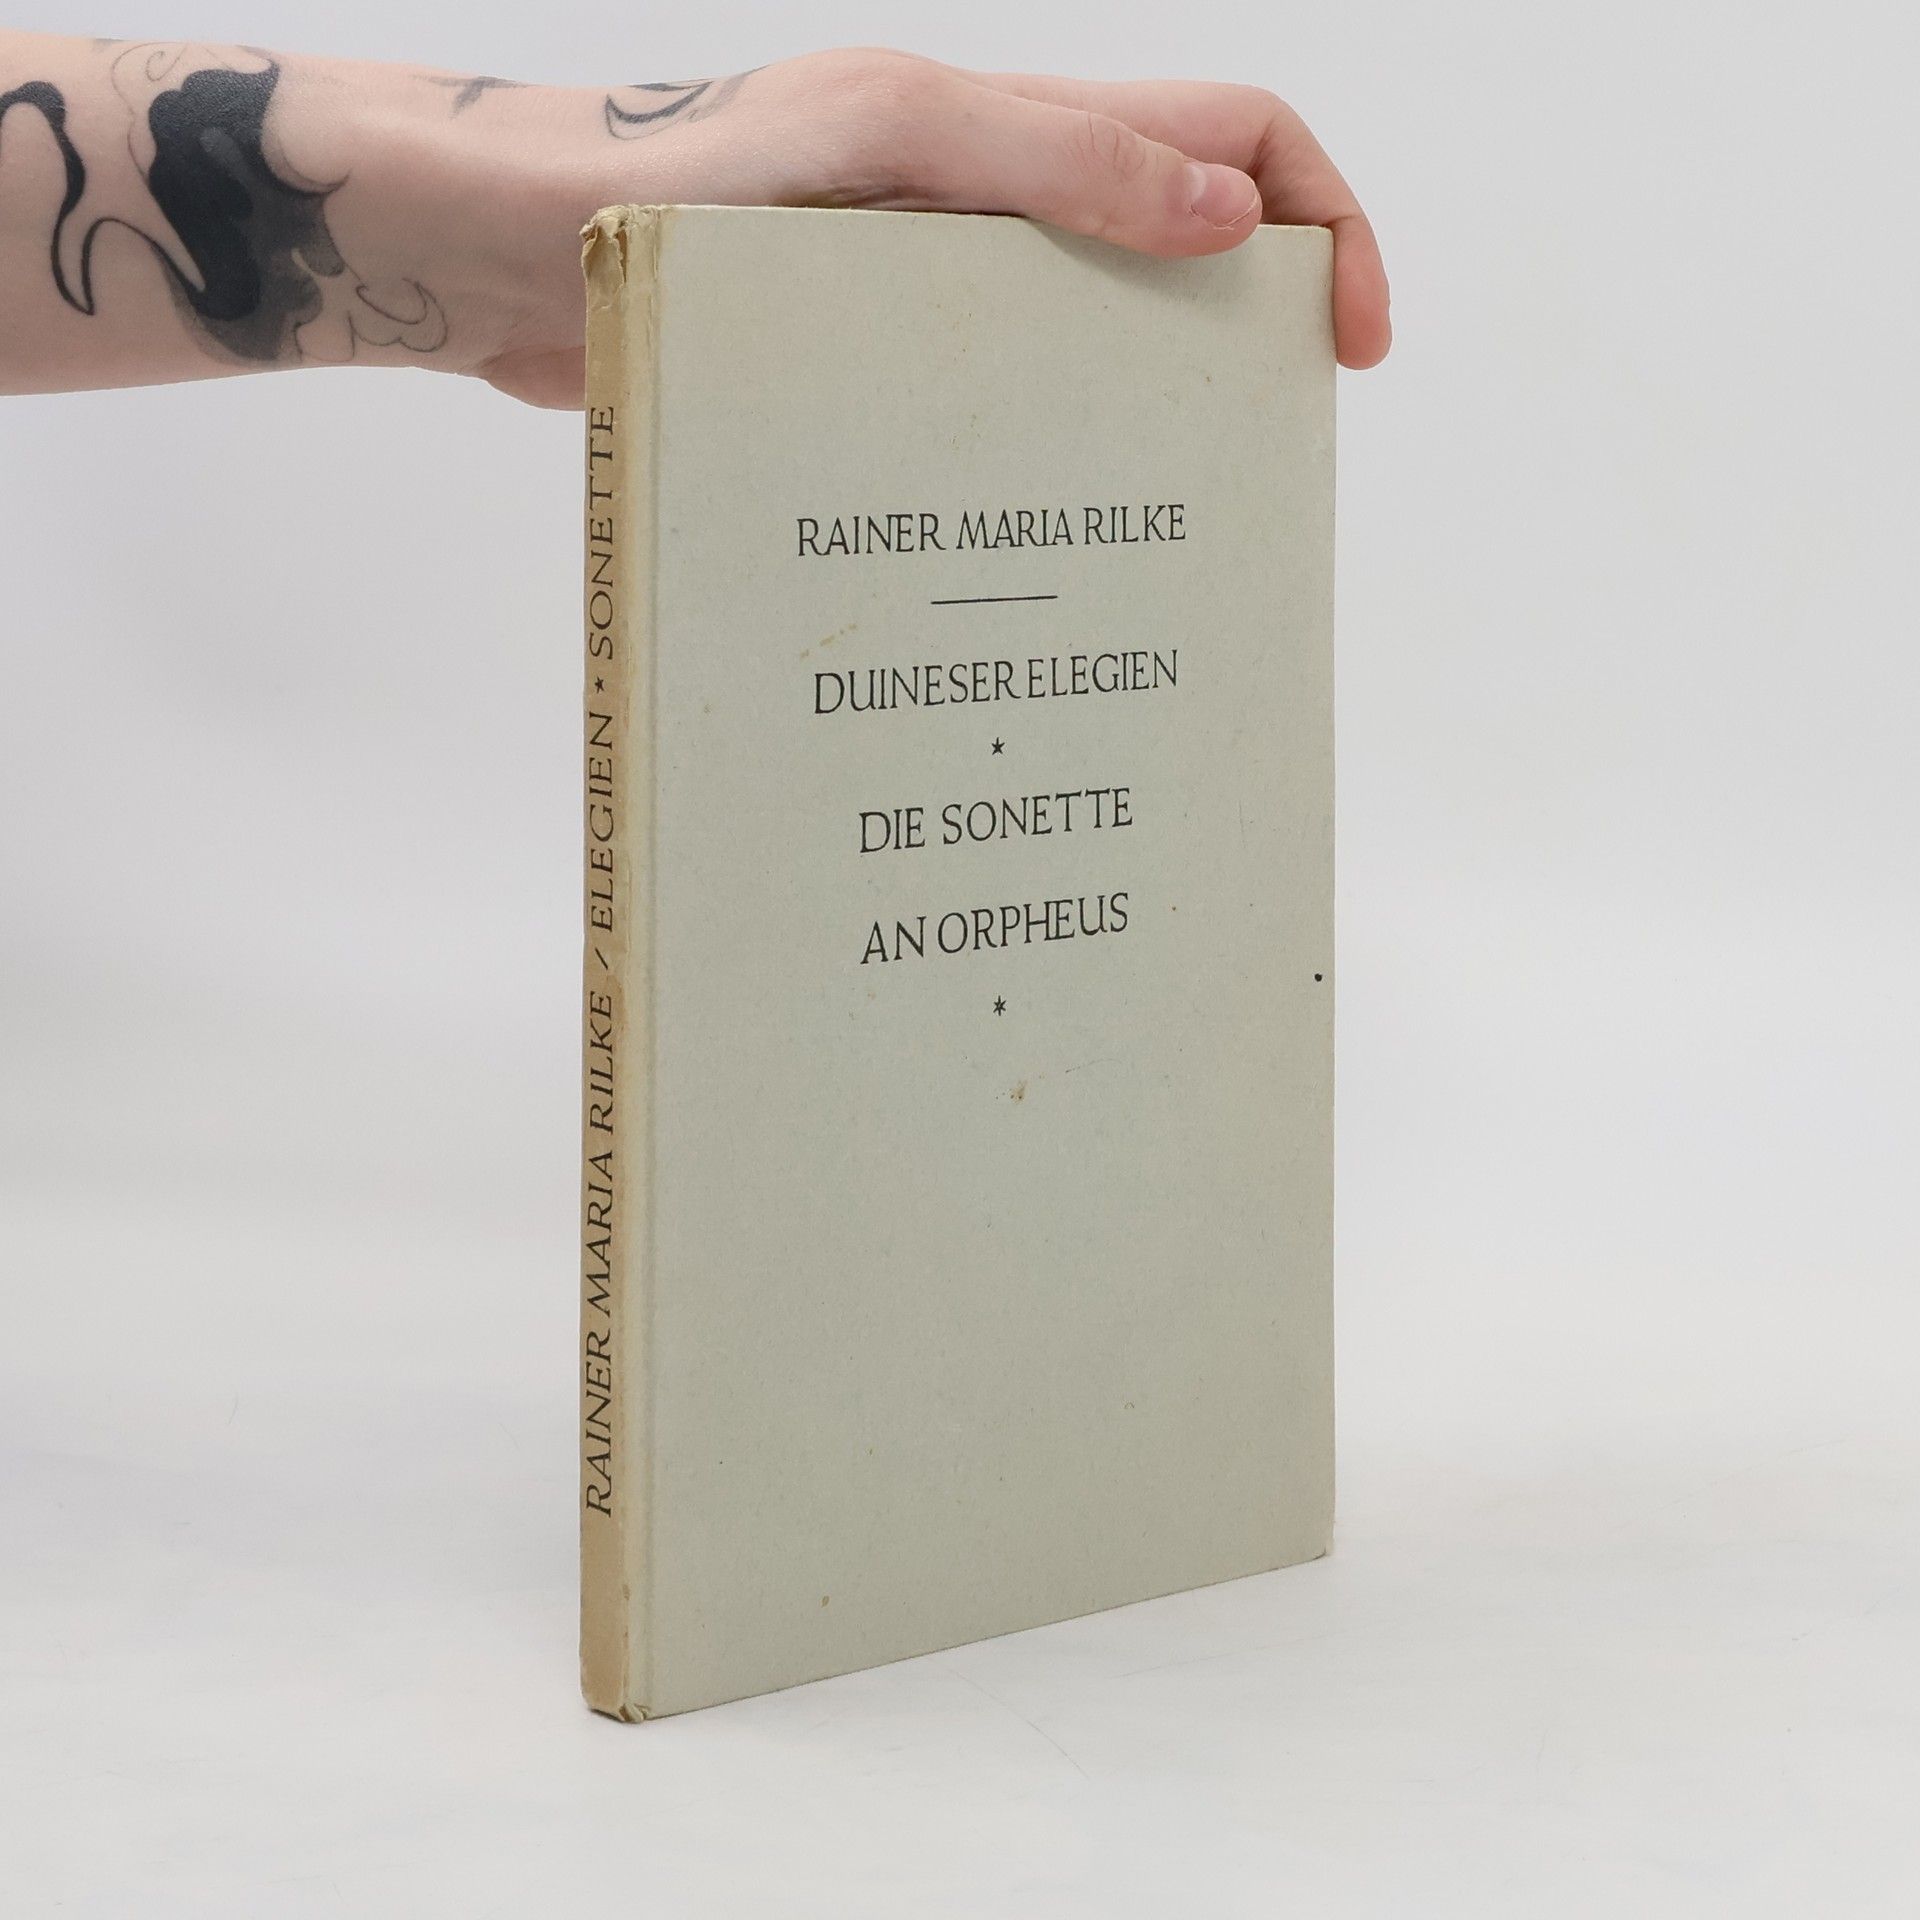 RAINER MARIA RILKE
DUINESER ELEGIEN
*
DIE SONETTE
AN ORPHEUS
*
RAINER MARIA RILKE / ELEGIEN * SONETTE